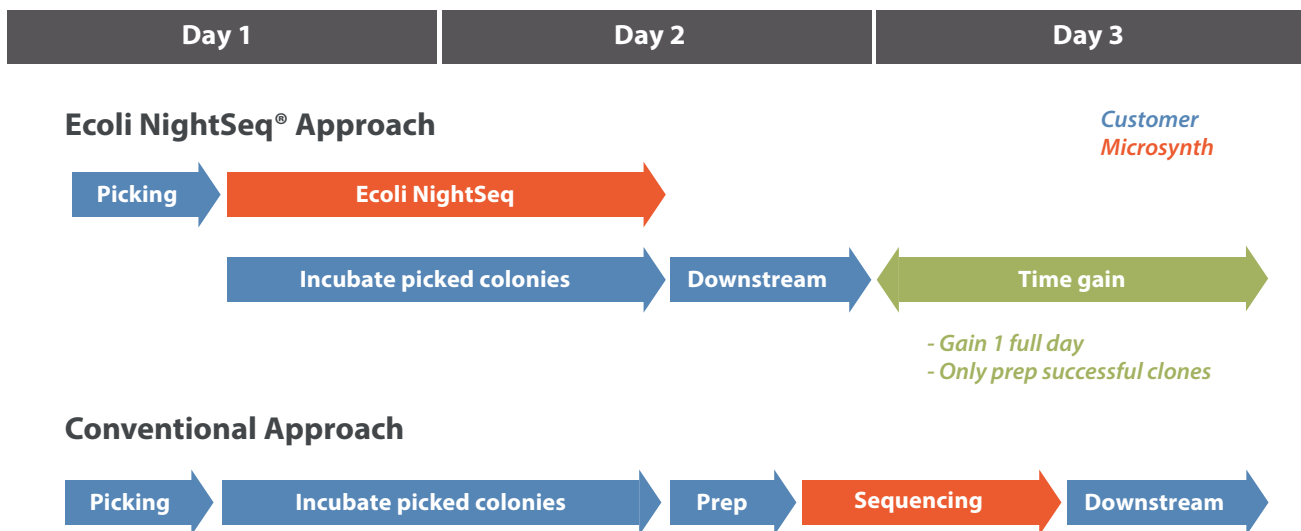 Day 1
Day 2
Day 3
Ecoli NightSeq® Approach
Customer
Microsynth
Picking
Ecoli NightSeq
Incubate picked colonies
Downstream
Time gain
- Gain 1 full day
- Only prep successful clones
Conventional Approach
Picking
Incubate picked colonies
Prep
Sequencing
Downstream